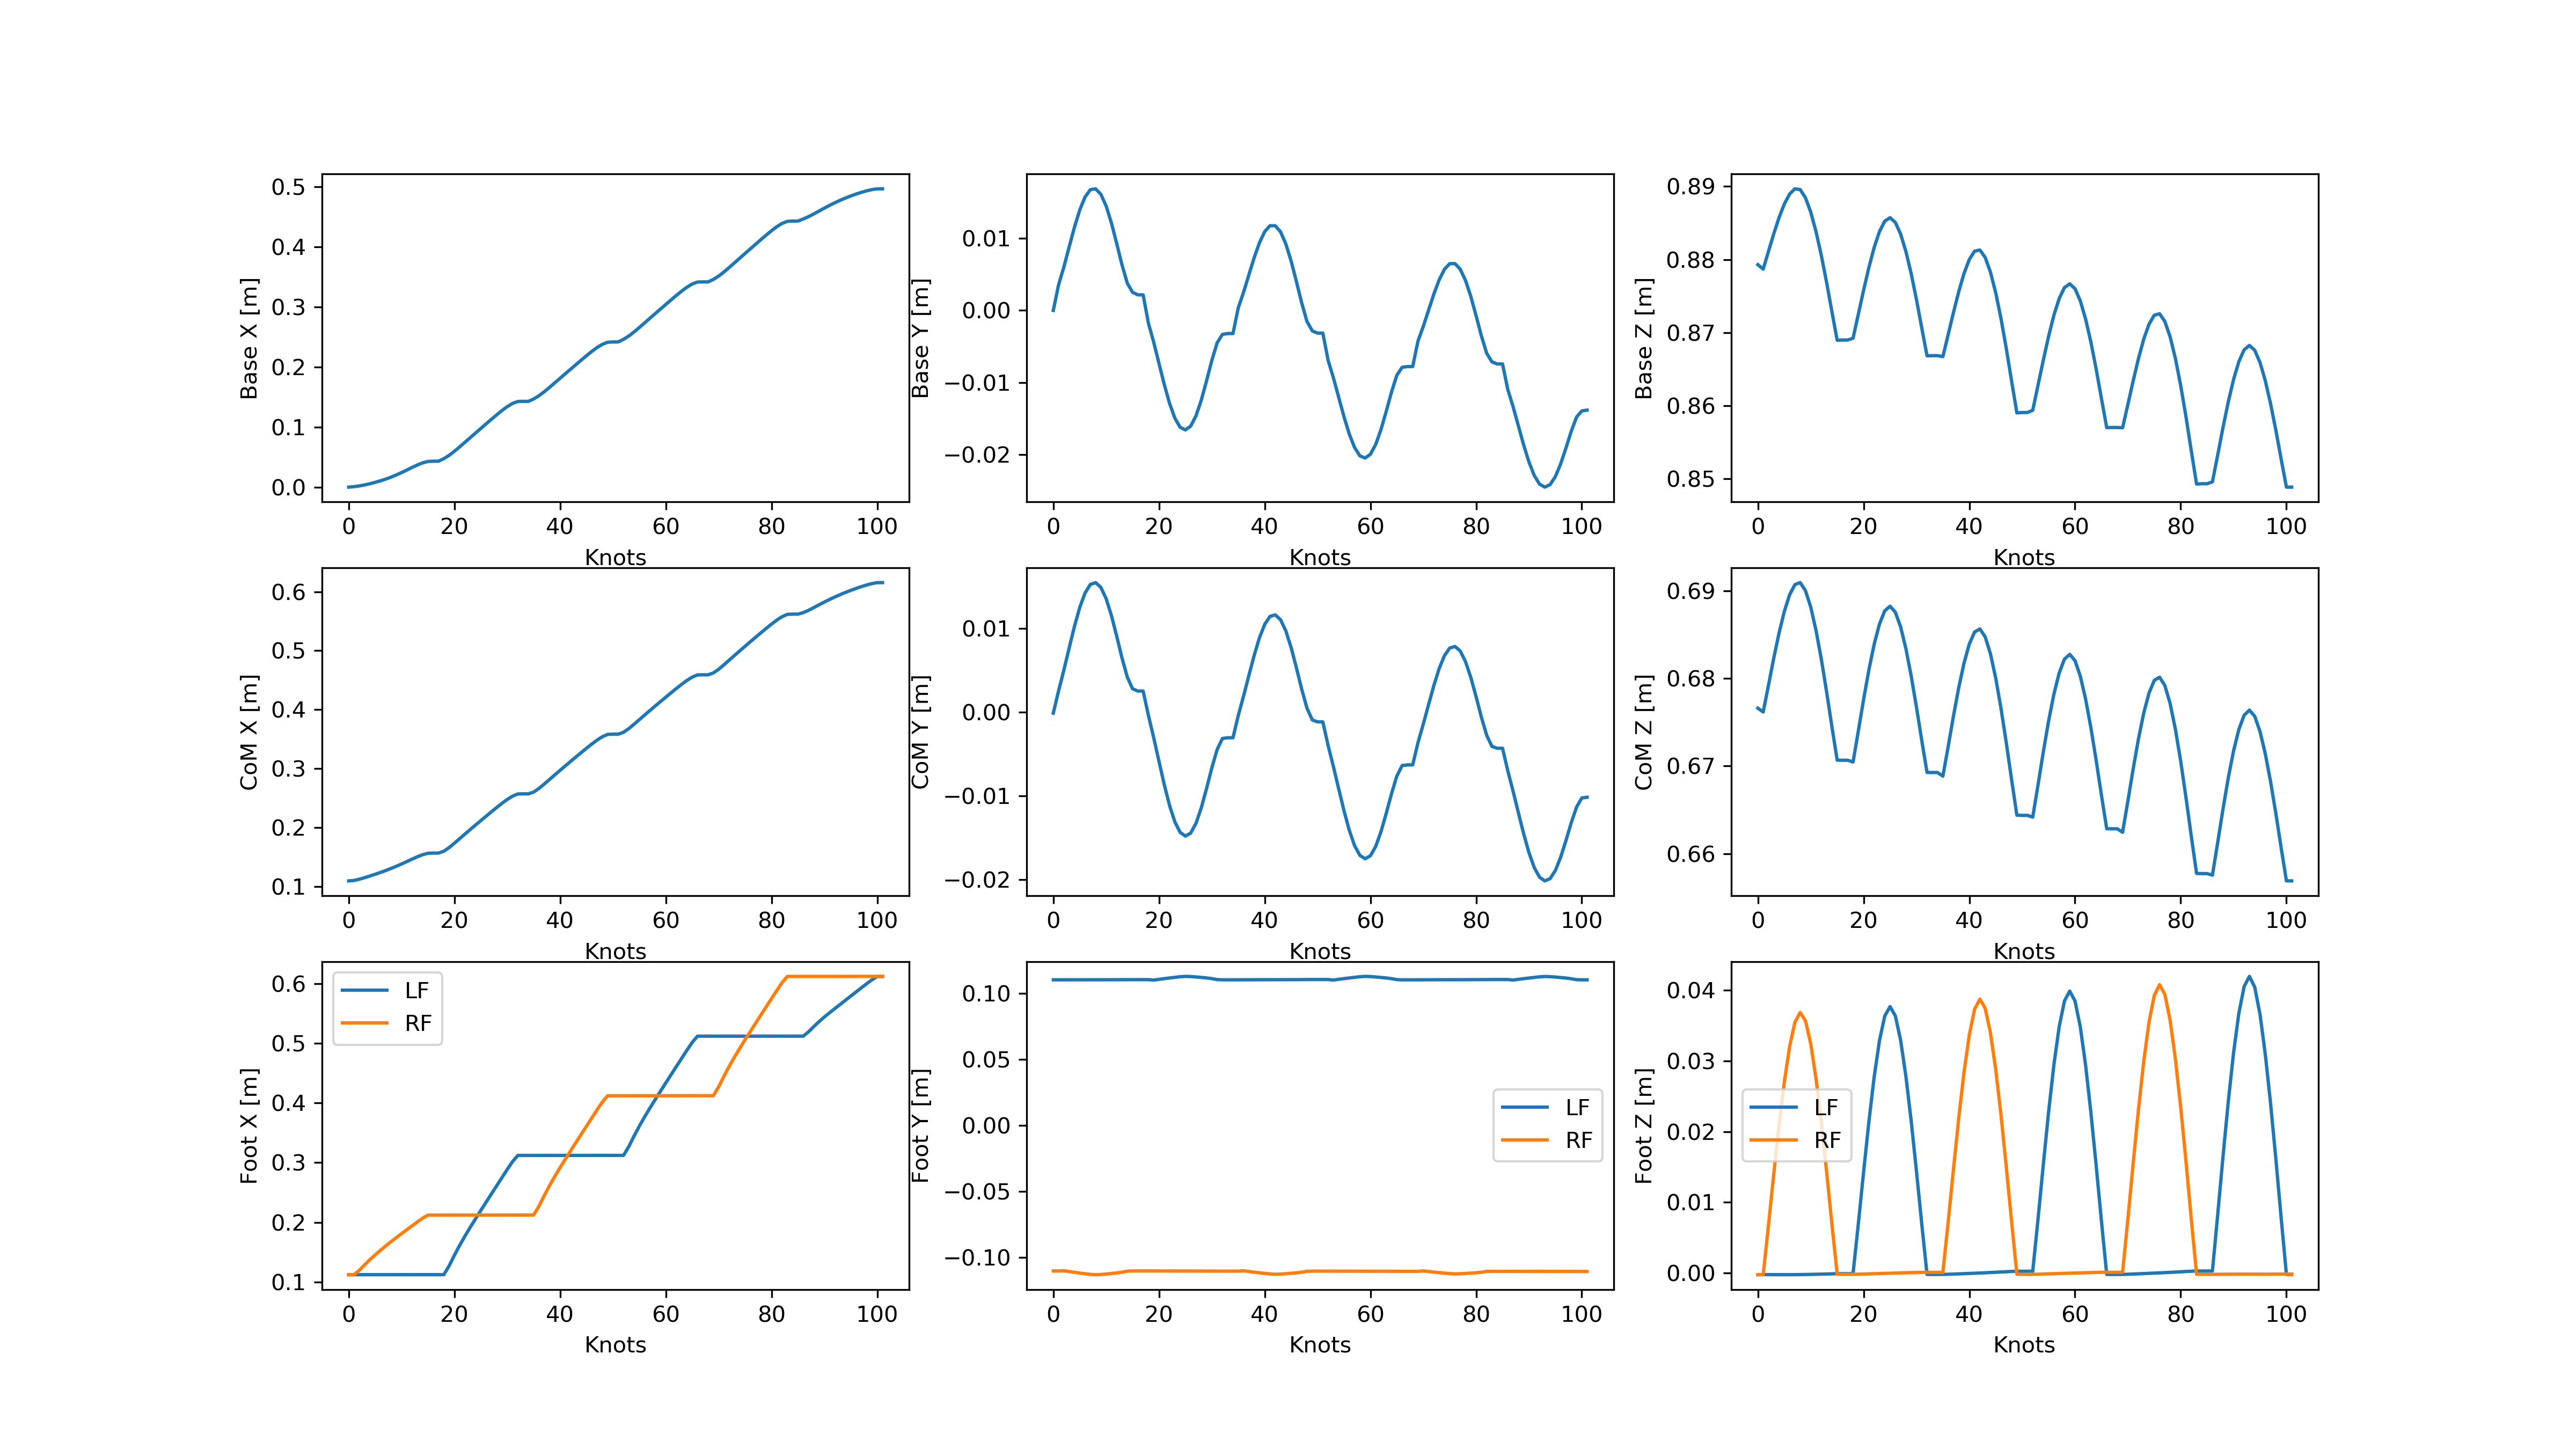 Base X [m]
0.5
0.4
0.3
0.2
0.1
0.0
0 20 40 60 80 100
Knots
Base Y [m]
0.01
0.00
−0.01
−0.02
0 20 40 60 80 100
Knots
Base Z [m]
0.89
0.88
0.87
0.86
0.85
0 20 40 60 80 100
Knots
CoM X [m]
0.6
0.5
0.4
0.3
0.2
0.1
0 20 40 60 80 100
Knots
CoM Y [m]
0.01
0.00
−0.01
−0.02
0 20 40 60 80 100
Knots
CoM Z [m]
0.69
0.68
0.67
0.66
0 20 40 60 80 100
Knots
Foot X [m]
0.6
0.5
0.4
0.3
0.2
0.1
LF
RF
0 20 40 60 80 100
Knots
Foot Y [m]
0.10
0.05
0.00
−0.05
−0.10
LF
RF
0 20 40 60 80 100
Knots
Foot Z [m]
0.04
0.03
0.02
0.01
0.00
LF
RF
0 20 40 60 80 100
Knots